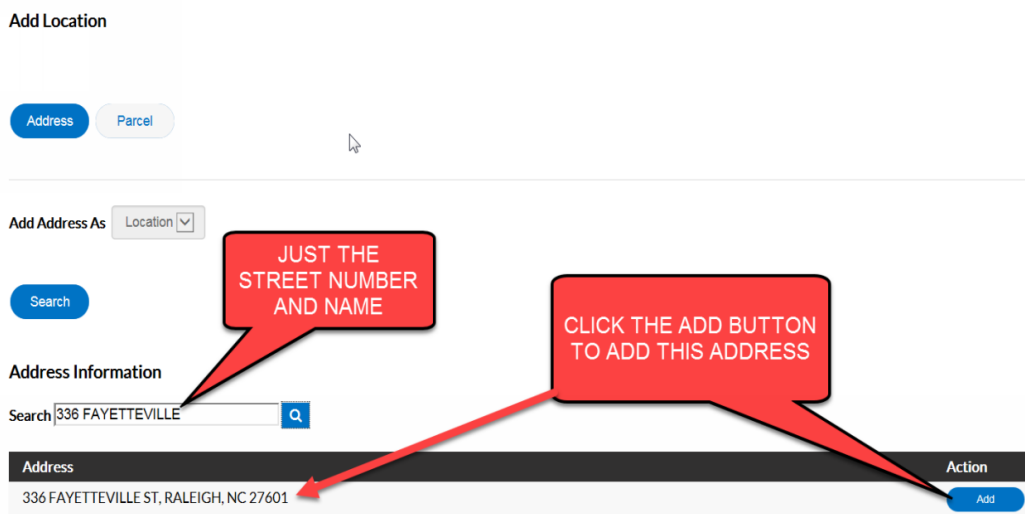 Add Location
Address Parcel
Add Address As Location
JUST THE
STREET NUMBER
AND NAME
Search
CLICK THE ADD BUTTON
TO ADD THIS ADDRESS
Address Information
Search 336 FAYETTEVILLE
Address Action
336 FAYETTEVILLE ST, RALEIGH, NC 27601 Add